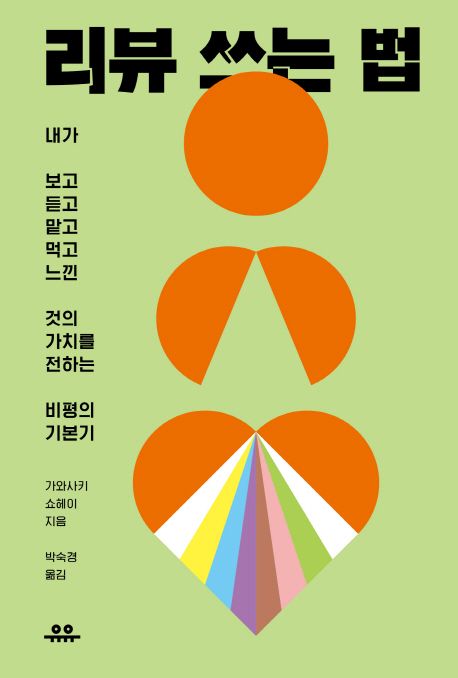 리뷰 쓰는 법
내가
보고
듣고
맡고
먹고
느낀
것의
가치를
전하는
비평의
기본기
가와사키
쇼헤이
지음
박숙경
옮김
유유